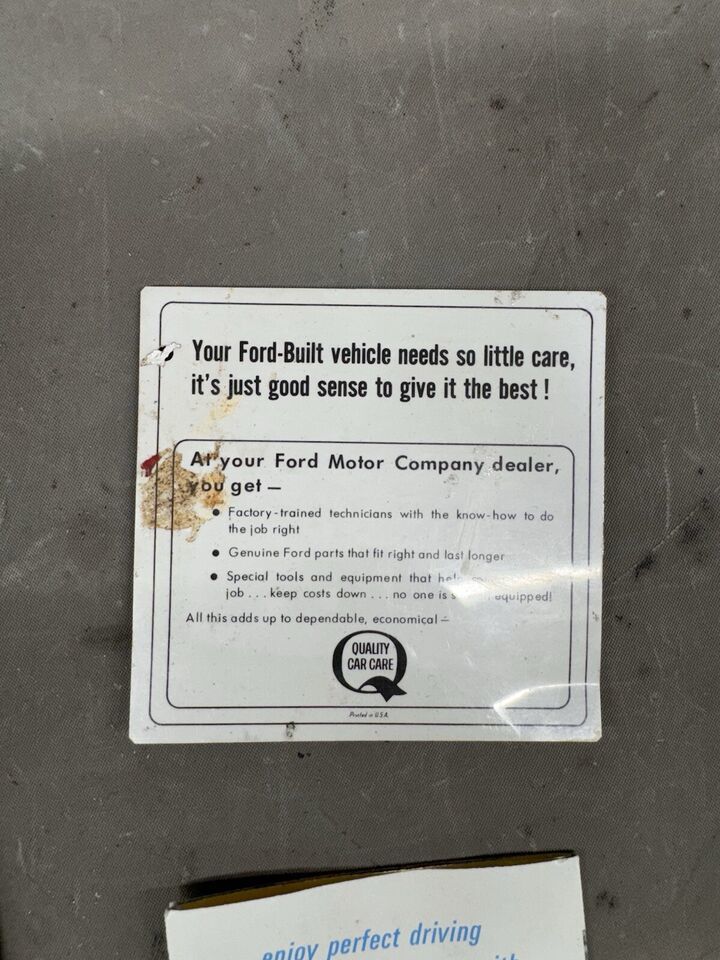 Your Ford-Built vehicle needs so little care,
it's just good sense to give it the best !
At your Ford Motor Company dealer,
you get —
● Factory-trained technicians with the know-how to do
the job right
● Genuine Ford parts that fit right and last longer
● Special tools and equipment that
job . . . keep costs down . . . no one is equipped!
All this adds up to dependable, economical —
QUALITY
CAR CARE
Printed in U.S.A.
enjoy perfect driving